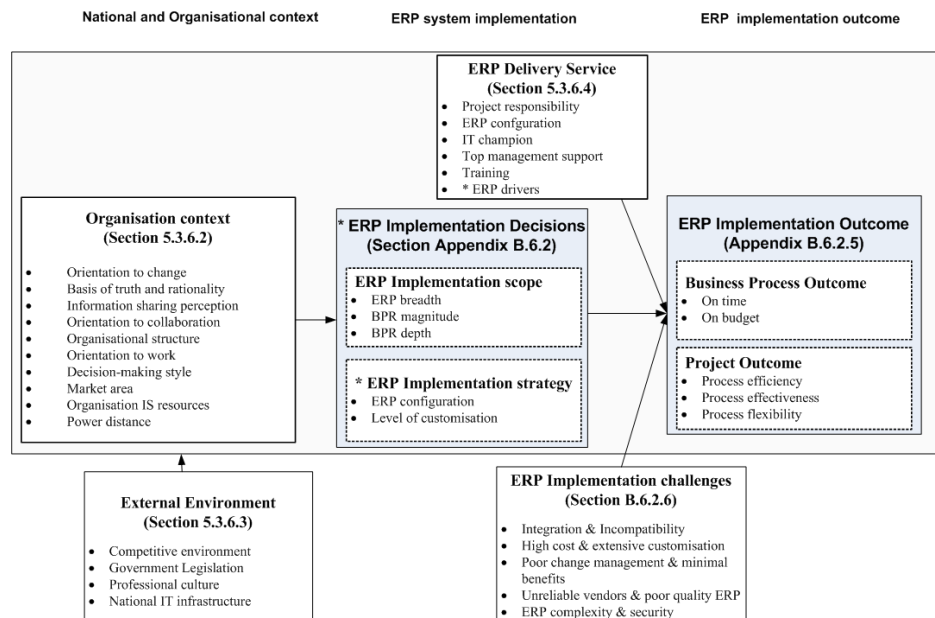 National and Organisational context
ERP system implementation
ERP implementation outcome
ERP Delivery Service
(Section 5.3.6.4)
• Project responsibility
• ERP confguration
• IT champion
• Top management support
• Training
• * ERP drivers
Organisation context
(Section 5.3.6.2)
• Orientation to change
• Basis of truth and rationality
• Information sharing perception
• Orientation to collaboration
• Organisational structure
• Orientation to work
• Decision-making style
• Market area
• Organisation IS resources
• Power distance
* ERP Implementation Decisions
(Section Appendix B.6.2)
ERP Implementation scope
• ERP breadth
• BPR magnitude
• BPR depth
* ERP Implementation strategy
• ERP configuration
• Level of customisation
ERP Implementation Outcome
(Appendix B.6.2.5)
Business Process Outcome
• On time
• On budget
Project Outcome
• Process efficiency
• Process effectiveness
• Process flexibility
External Environment
(Section 5.3.6.3)
• Competitive environment
• Government Legislation
• Professional culture
• National IT infrastructure
ERP Implementation challenges
(Section B.6.2.6)
• Integration & Incompatibility
• High cost & extensive customisation
• Poor change management & minimal
benefits
• Unreliable vendors & poor quality ERP
• ERP complexity & security